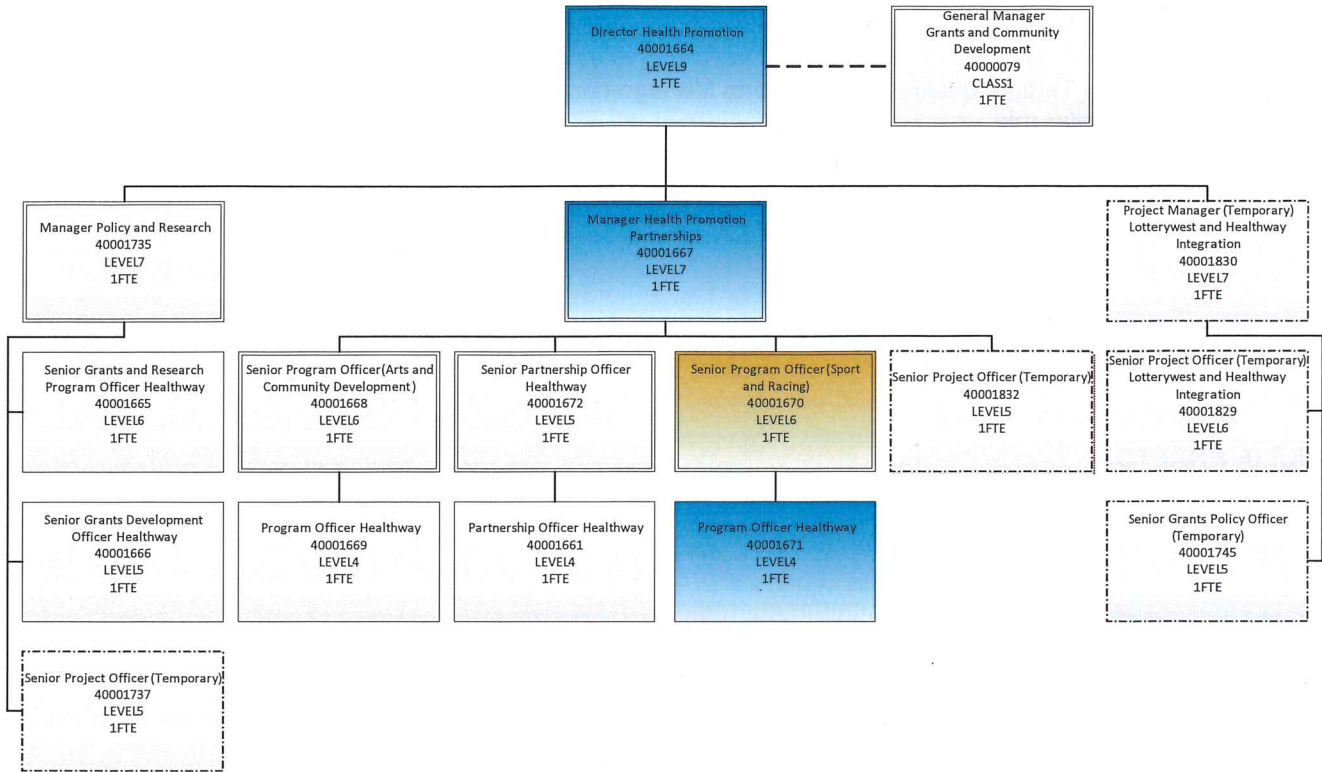 Director Health Promotion
40001664
LEVEL9
1FTE
General Manager
Grants and Community
Development
40000079
CLASS1
1FTE
Manager Policy and Research
40001735
LEVEL7
1FTE
Manager Health Promotion
Partnerships
40001667
LEVEL7
1FTE
Project Manager (Temporary)
Lotterywest and Healthway
Integration
40001830
LEVEL7
1FTE
Senior Grants and Research
Program Officer Healthway
40001665
LEVEL6
1FTE
Senior Program Officer(Arts and
Community Development)
40001668
LEVEL6
1FTE
Senior Partnership Officer
Healthway
40001672
LEVEL5
1FTE
Senior Program Officer(Sport
and Racing)
40001670
LEVEL6
1FTE
Senior Project Officer (Temporary)
40001832
LEVEL5
1FTE
Senior Project Officer (Temporary)
Lotterywest and Healthway
Integration
40001829
LEVEL6
1FTE
Senior Grants Development
Officer Healthway
40001666
LEVEL5
1FTE
Program Officer Healthway
40001669
LEVEL4
1FTE
Partnership Officer Healthway
40001661
LEVEL4
1FTE
Program Officer Healthway
40001671
LEVEL4
1FTE
Senior Grants Policy Officer
(Temporary)
40001745
LEVEL5
1FTE
Senior Project Officer (Temporary)
40001737
LEVEL5
1FTE